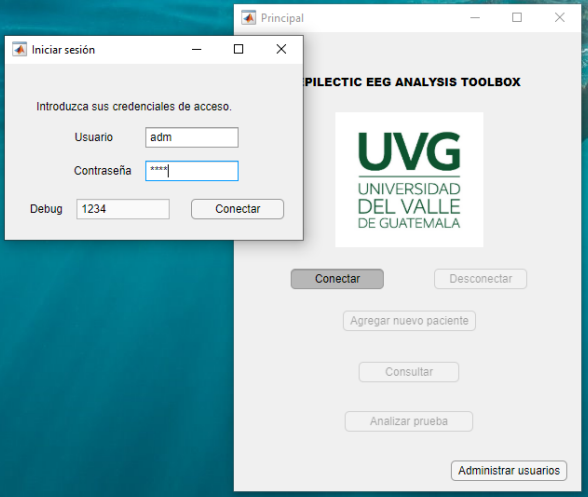 Iniciar sesión
Introduzca sus credenciales de acceso.
Usuario adm
Contraseña ****
Debug 1234 Conectar
Principal
EPILECTIC EEG ANALYSIS TOOLBOX
UVG
UNIVERSIDAD
DEL VALLE
DE GUATEMALA
Conectar Desconectar
Agregar nuevo paciente
Consultar
Analizar prueba
Administrar usuarios